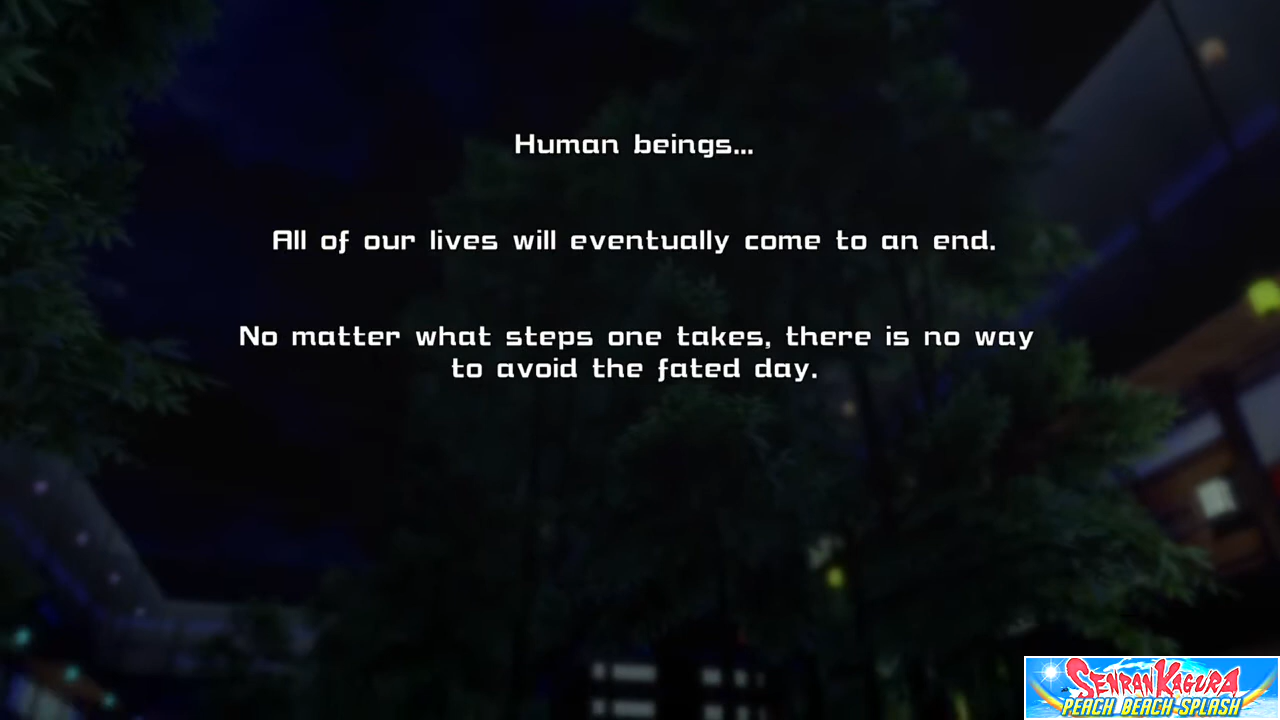 Human beings...
All of our lives will eventually come to an end.
No matter what steps one takes, there is no way
to avoid the fated day.
SENRAN KAGURA
PEACH BEACH SPLASH